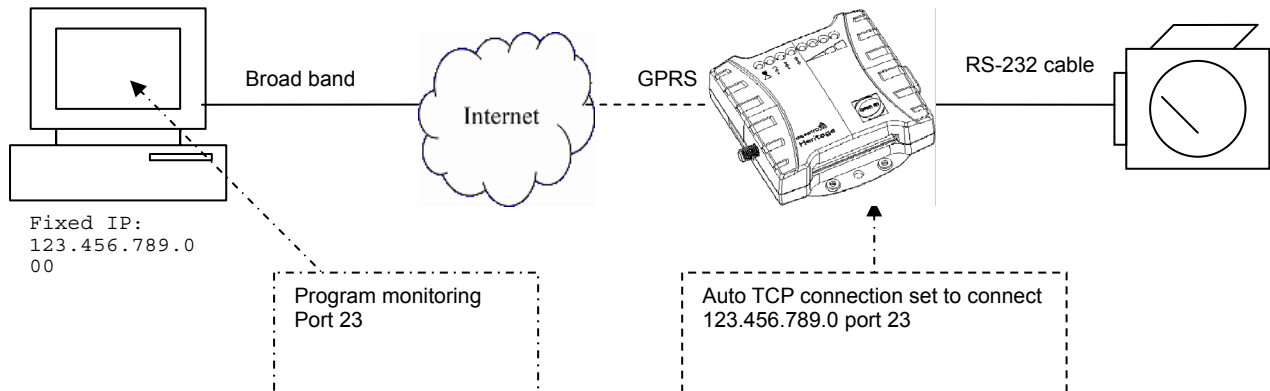 Broad band
Internet
GPRS
RS-232 cable
Heritage
Fixed IP:
123.456.789.0
00
Program monitoring
Port 23
Auto TCP connection set to connect
123.456.789.0 port 23